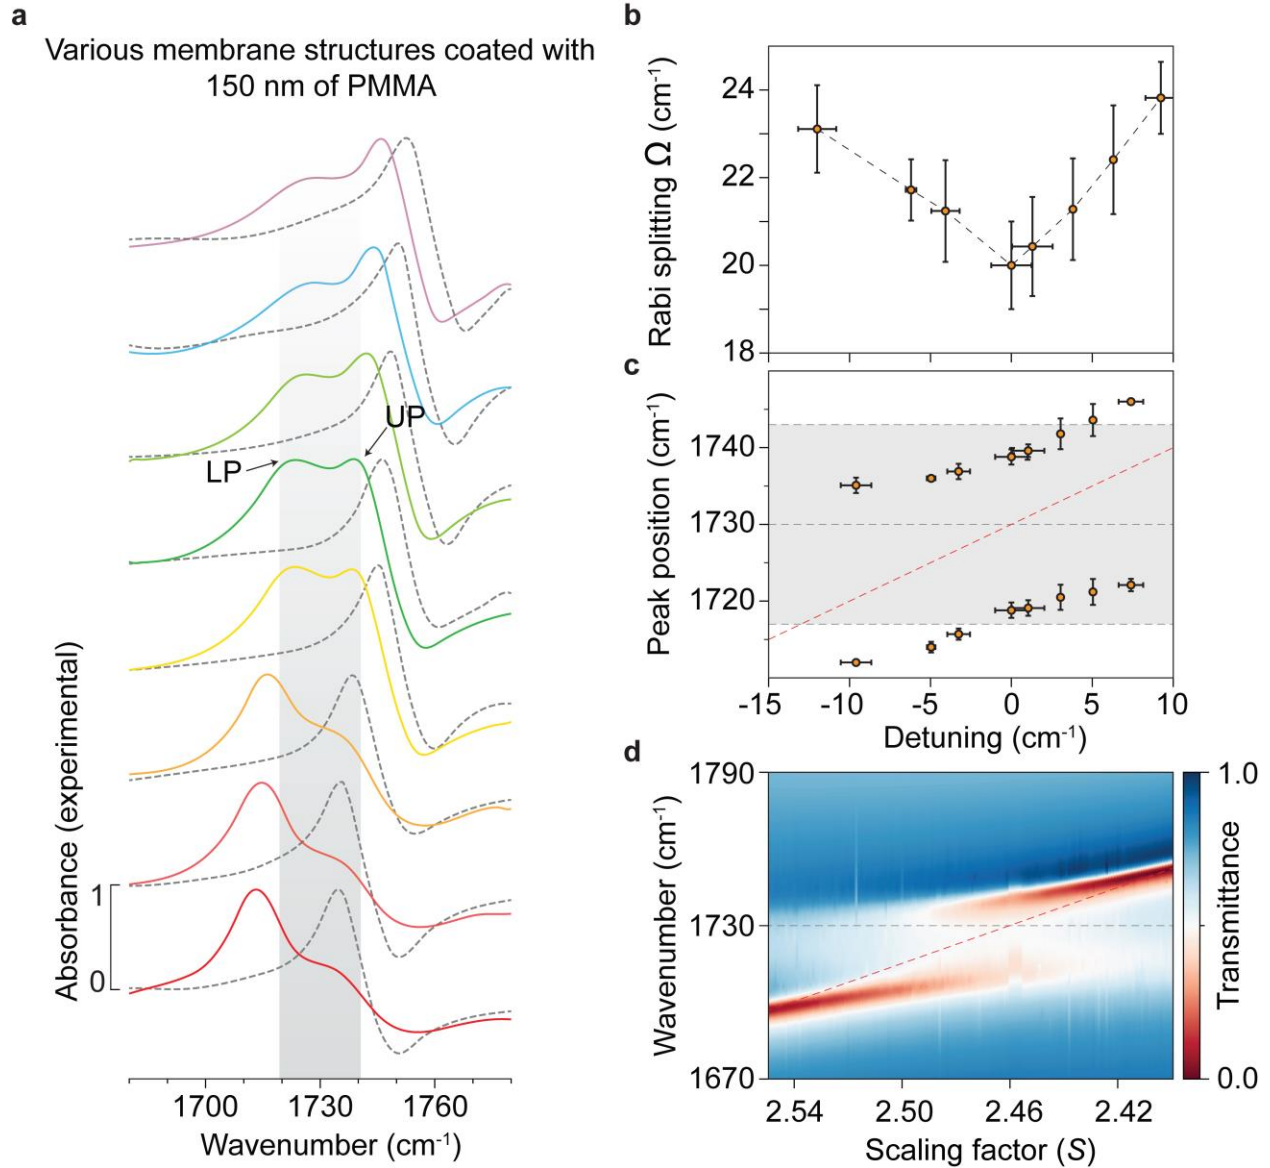 a
Various membrane structures coated with
150 nm of PMMA
LP
UP
Absorbance (experimental)
1
0
1700
1730
1760
Wavenumber (cm⁻¹)
b
Rabi splitting Ω (cm⁻¹)
24
22
20
18
c
Peak position (cm⁻¹)
1740
1730
1720
-15
-10
-5
0
5
10
Detuning (cm⁻¹)
d
Wavenumber (cm⁻¹)
1790
1730
1670
2.54
2.50
2.46
2.42
Scaling factor (S)
1.0
Transmittance
0.0